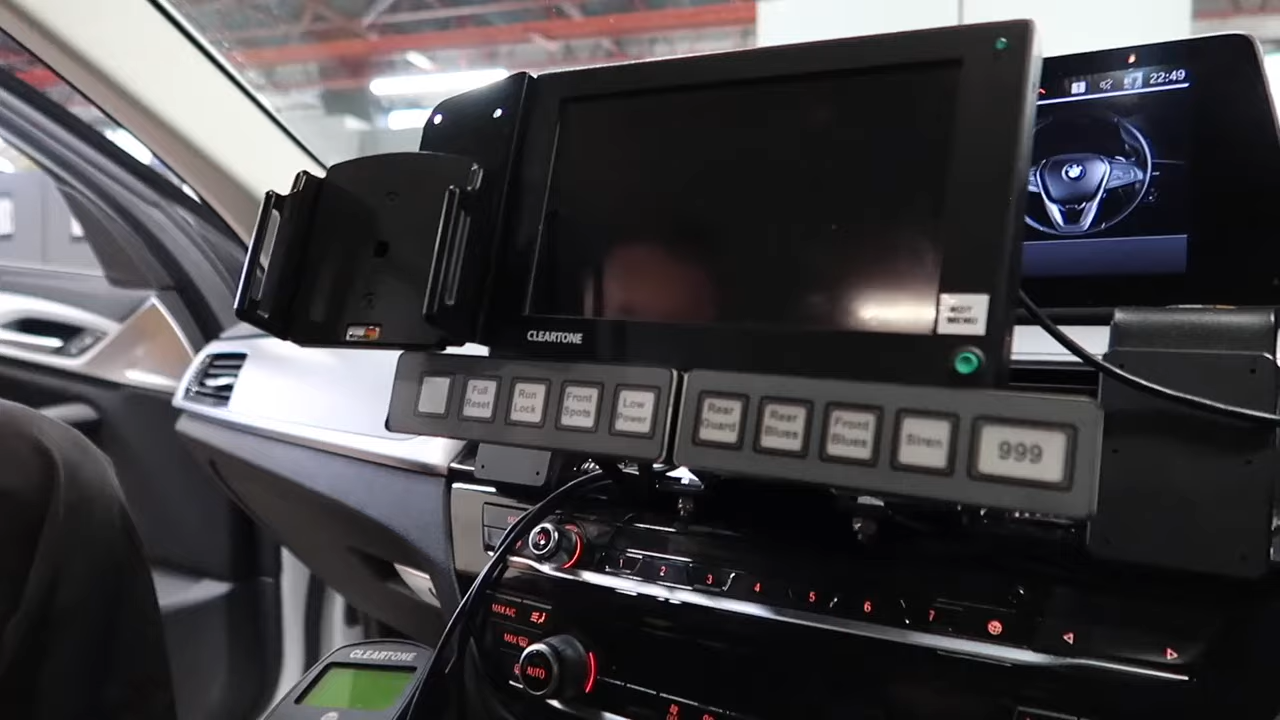 22:49
CLEARTONE
MENU
Full
Reset
Run
Lock
Front
Spots
Low
Power
Rear
Guard
Rear
Blues
Front
Blues
Siren
999
1
2
3
4
5
6
7
MAX A/C
MAX
AUTO
CLEARTONE